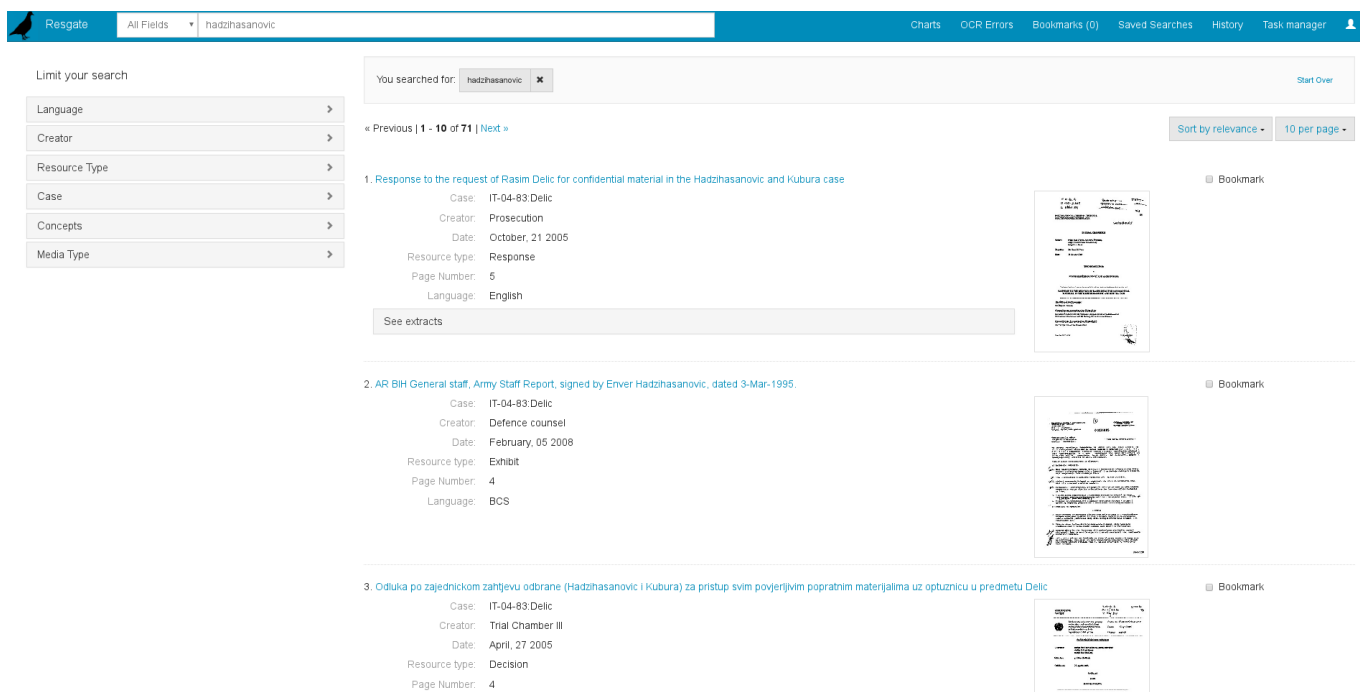 Resgate All Fields hadzihasanovic Charts OCR Errors Bookmarks (0) Saved Searches History Task manager
Limit your search
Language
Creator
Resource Type
Case
Concepts
Media Type
You searched for: hadzihasanovic ✖ Start Over
« Previous | 1 - 10 of 71 | Next » Sort by relevance 10 per page
1. Response to the request of Rasim Delic for confidential material in the Hadzihasanovic and Kubura case Bookmark
Case: IT-04-83:Delic
Creator: Prosecution
Date: October, 21 2005
Resource type: Response
Page Number: 5
Language: English
See extracts
2. AR BIH General staff, Army Staff Report, signed by Enver Hadzihasanovic, dated 3-Mar-1995. Bookmark
Case: IT-04-83:Delic
Creator: Defence counsel
Date: February, 05 2008
Resource type: Exhibit
Page Number: 4
Language: BCS
3. Odluka po zajednickom zahtjevu odbrane (Hadzihasanovic i Kubura) za pristup svim povjerljivim popratnim materijalima uz optuznicu u predmetu Delic Bookmark
Case: IT-04-83:Delic
Creator: Trial Chamber III
Date: April, 27 2005
Resource type: Decision
Page Number: 4